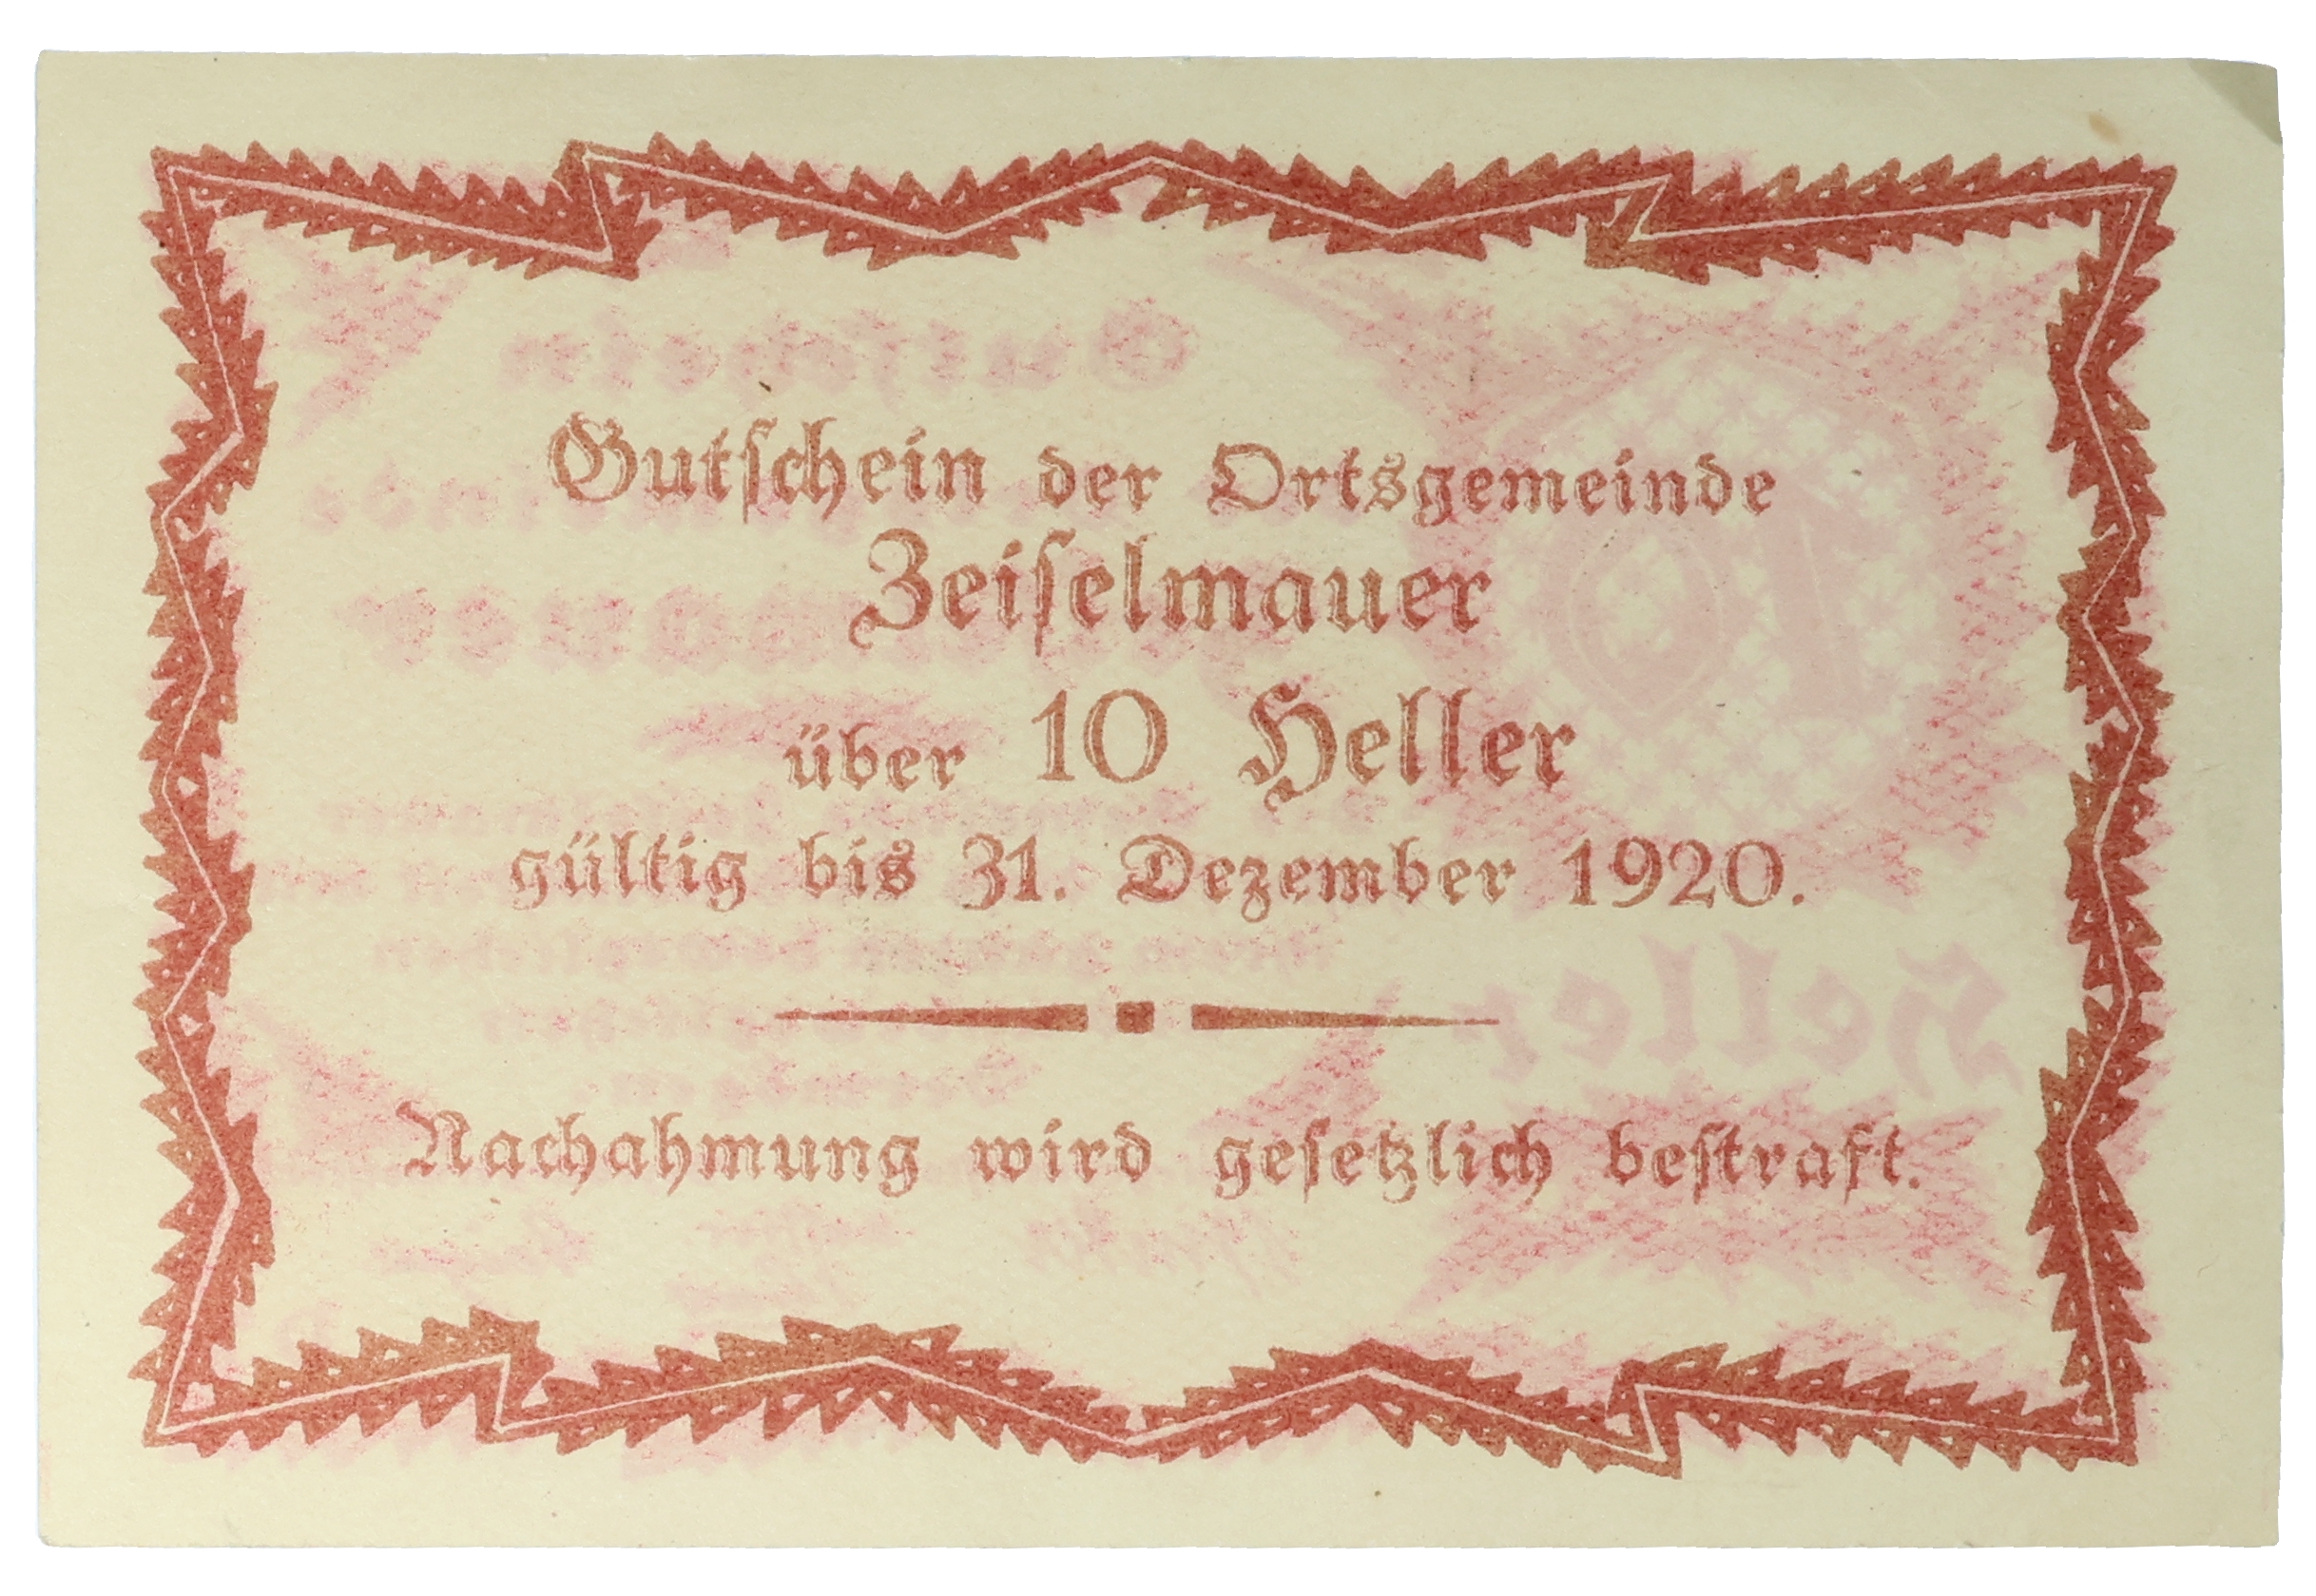 Gutschein der Ortsgemeinde
Zeiselmauer
über 10 Heller
gültig bis 31. Dezember 1920.
Nachahmung wird gesetzlich bestraft.